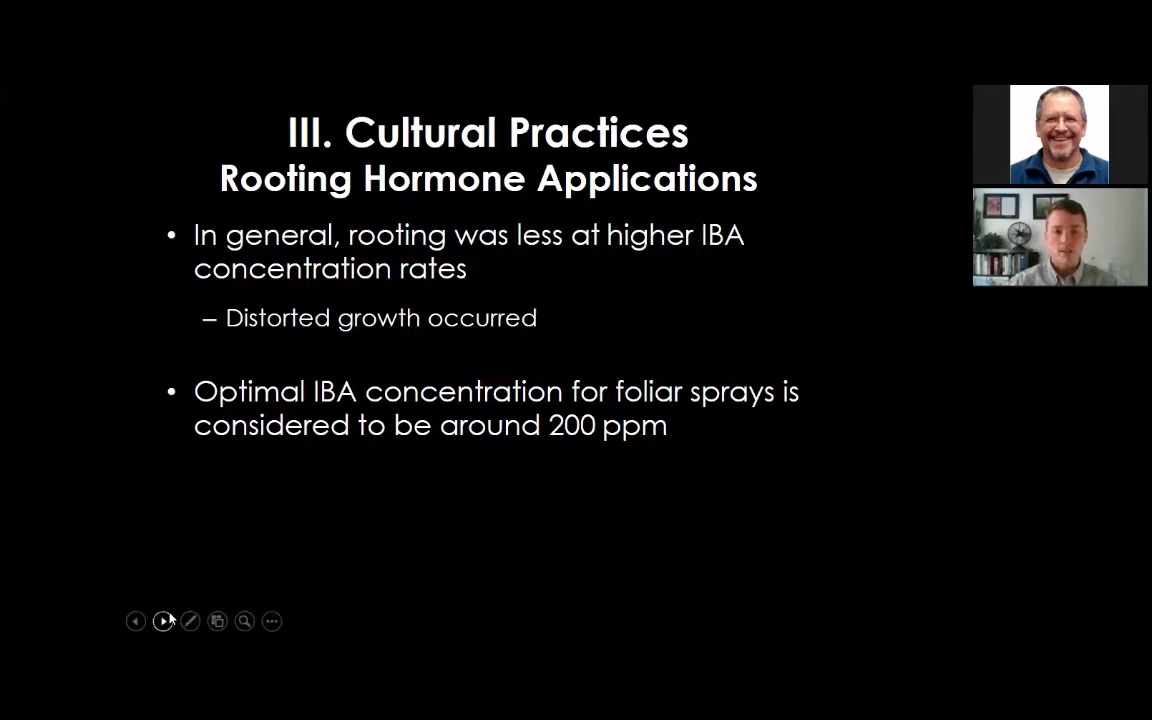 III. Cultural Practices
Rooting Hormone Applications
• In general, rooting was less at higher IBA
concentration rates
– Distorted growth occurred
• Optimal IBA concentration for foliar sprays is
considered to be around 200 ppm